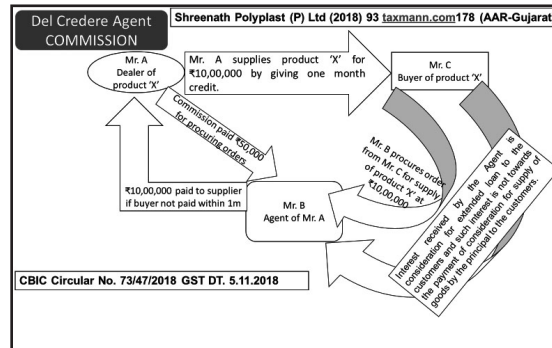 Del Credere Agent
COMMISSION
Shreenath Polyplast (P) Ltd (2018) 93 taxmann.com178 (AAR-Gujarat
Mr. A
Dealer of
product 'X'
Mr. A supplies product 'X' for
₹10,00,000 by giving one month
credit.
Mr. C
Buyer of product 'X'
Commission paid ₹50,000
for procuring orders
Mr. B procures order
from Mr. C for supply
of product 'X' at
₹10,00,000
₹10,00,000 paid to supplier
if buyer not paid within 1m
Mr. B
Agent of Mr. A
Interest received by the Agent is
consideration for extended loan to the
customers and such interest is not towards
the payment of consideration for supply of
goods by the principal to the customers.
CBIC Circular No. 73/47/2018 GST DT. 5.11.2018